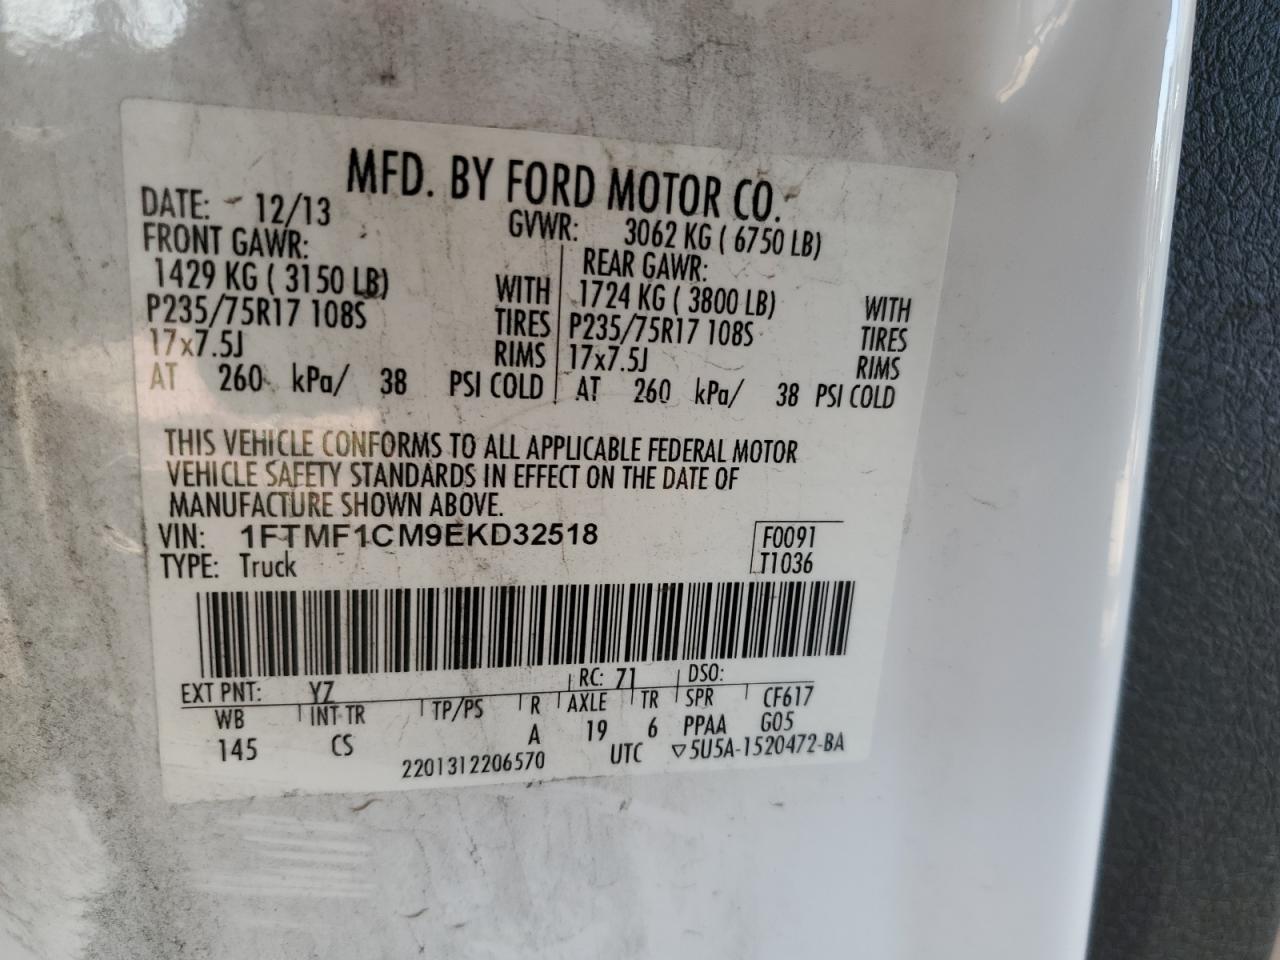 MFD. BY FORD MOTOR CO.
DATE: 12/13 GVWR: 3062 KG ( 6750 LB)
FRONT GAWR: REAR GAWR:
1429 KG ( 3150 LB) WITH 1724 KG ( 3800 LB) WITH
P235/75R17 108S TIRES P235/75R17 108S TIRES
17x7.5J RIMS 17x7.5J RIMS
AT 260 kPa/ 38 PSI COLD AT 260 kPa/ 38 PSI COLD
THIS VEHICLE CONFORMS TO ALL APPLICABLE FEDERAL MOTOR
VEHICLE SAFETY STANDARDS IN EFFECT ON THE DATE OF
MANUFACTURE SHOWN ABOVE.
VIN: 1FTMF1CM9EKD32518 F0091
TYPE: Truck T1036
EXT PNT: YZ RC: 71 DSO:
WB INT TR TP/PS R AXLE TR SPR CF617
145 CS A 19 6 PPAA G05
2201312206570 UTC ▽5U5A-1520472-BA